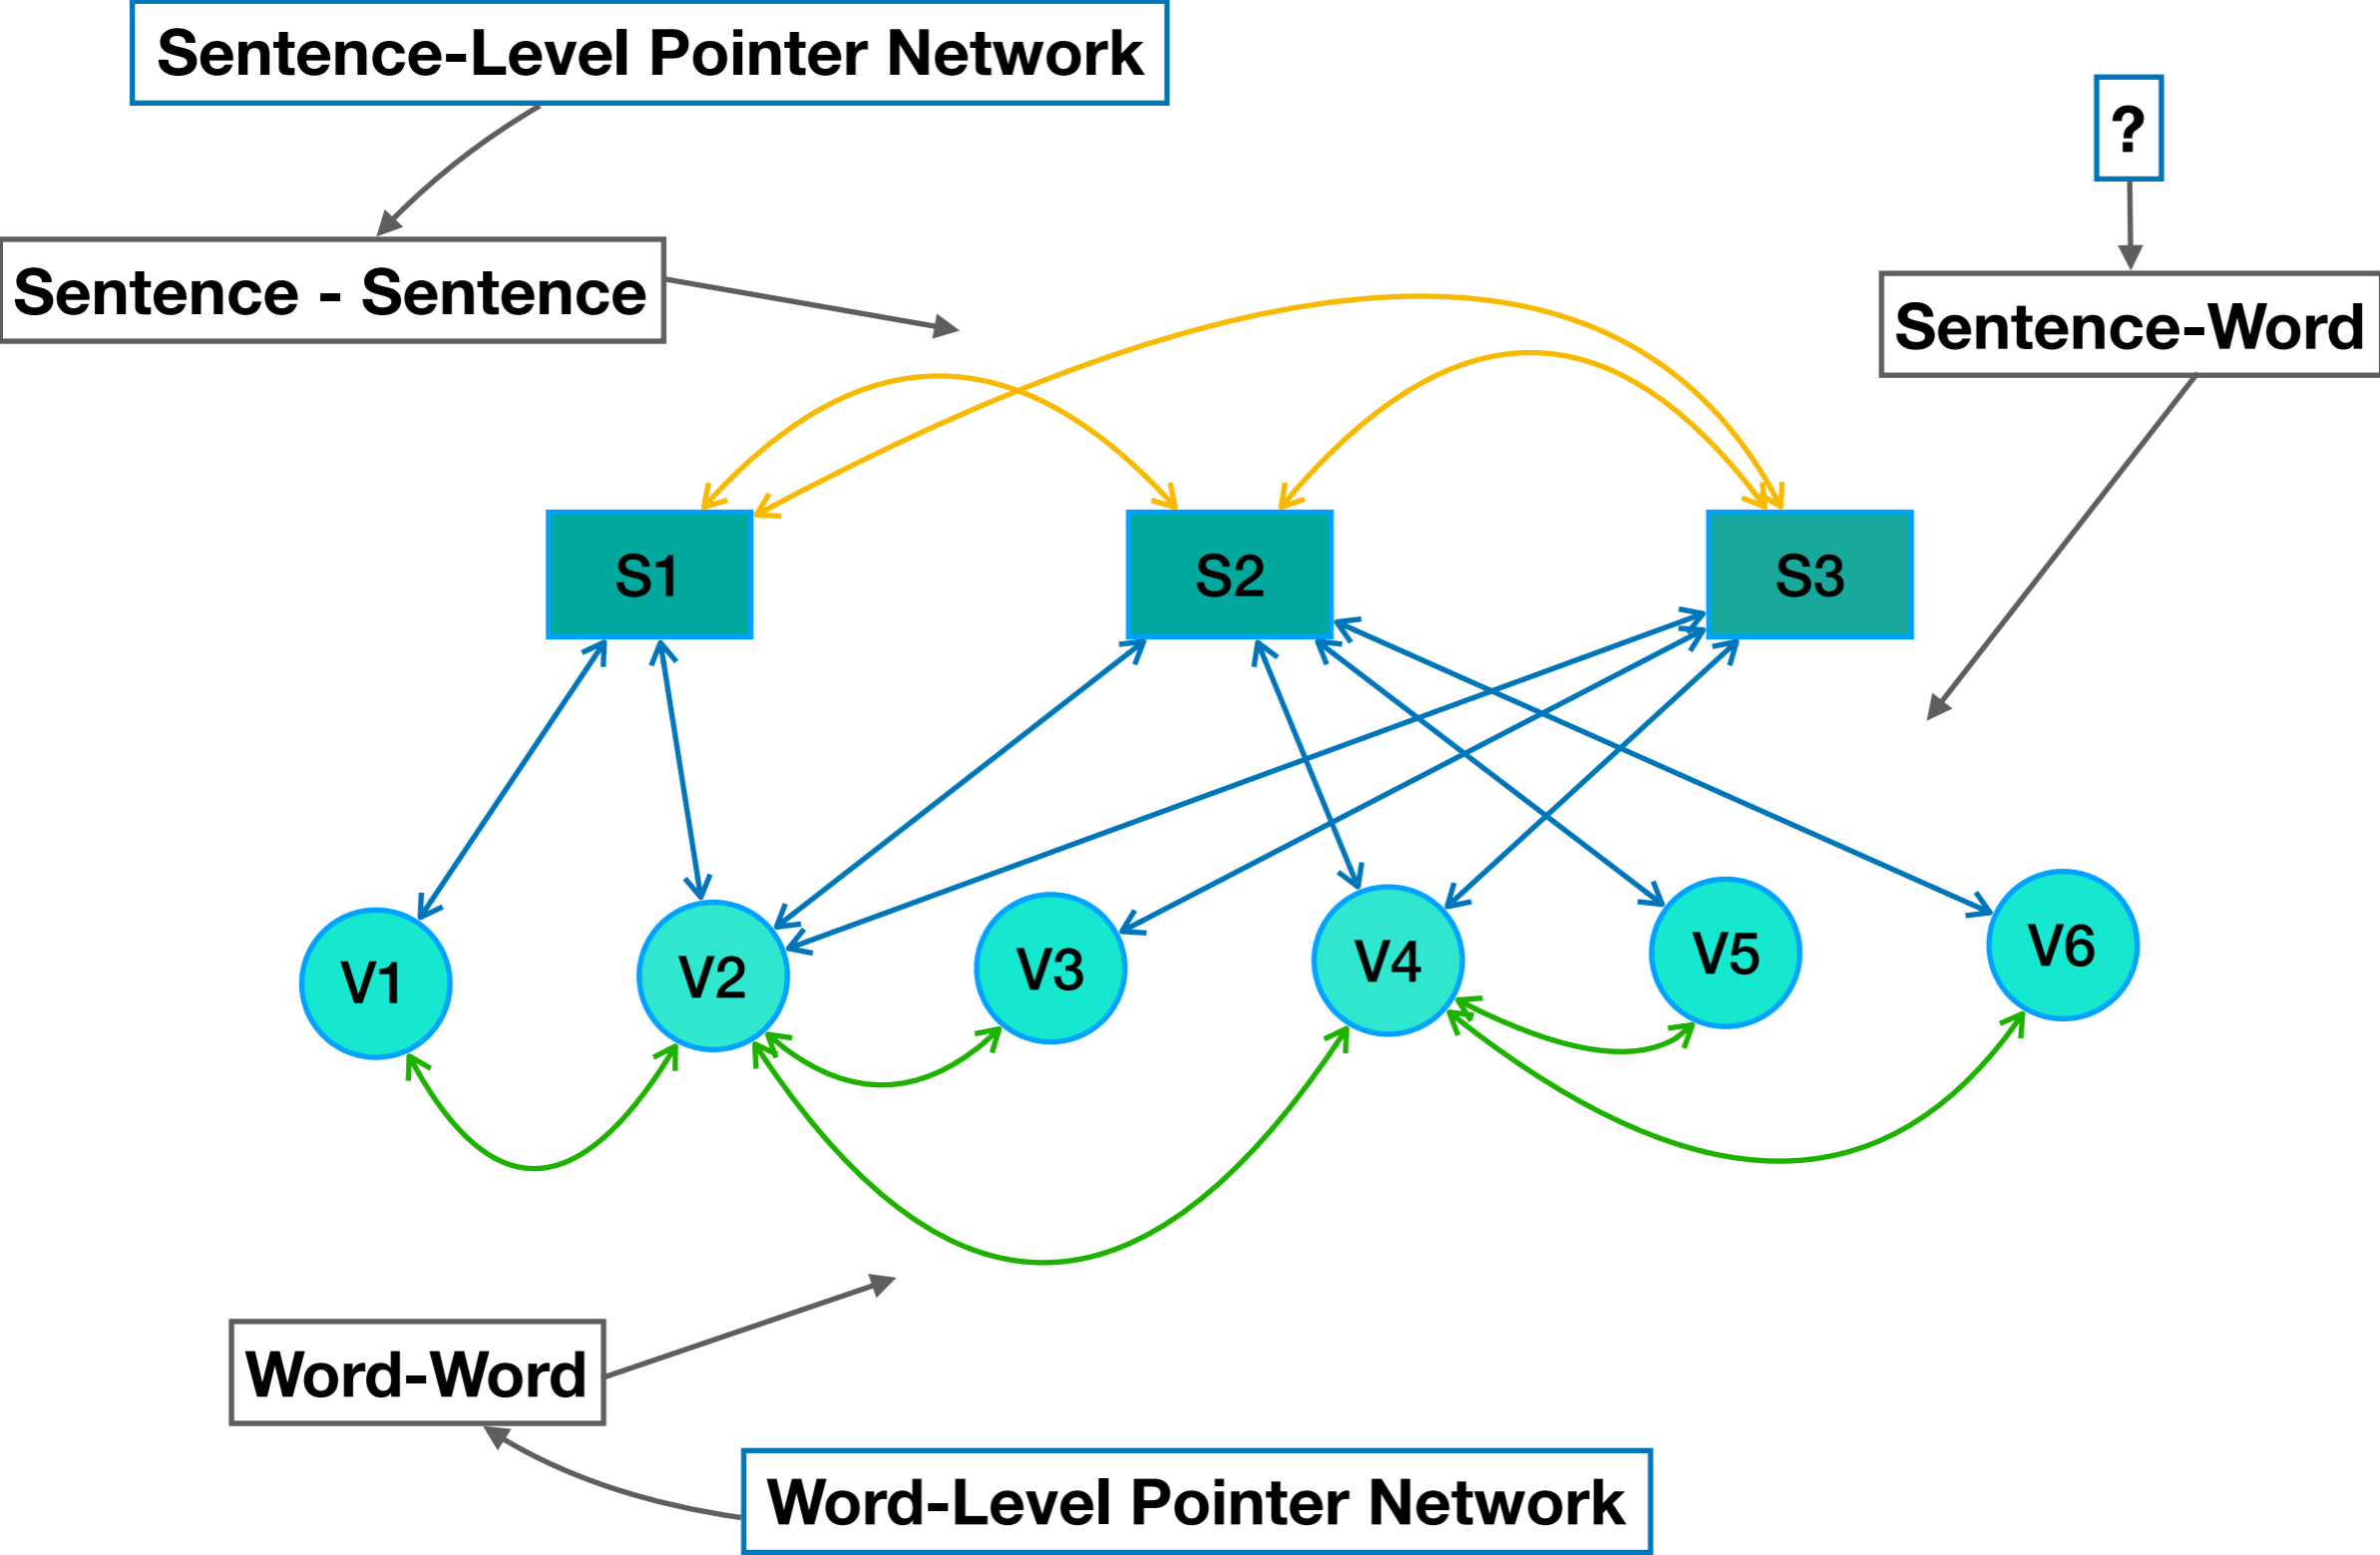 Sentence-Level Pointer Network
?
Sentence - Sentence
Sentence-Word
S1
S2
S3
V1
V2
V3
V4
V5
V6
Word-Word
Word-Level Pointer Network